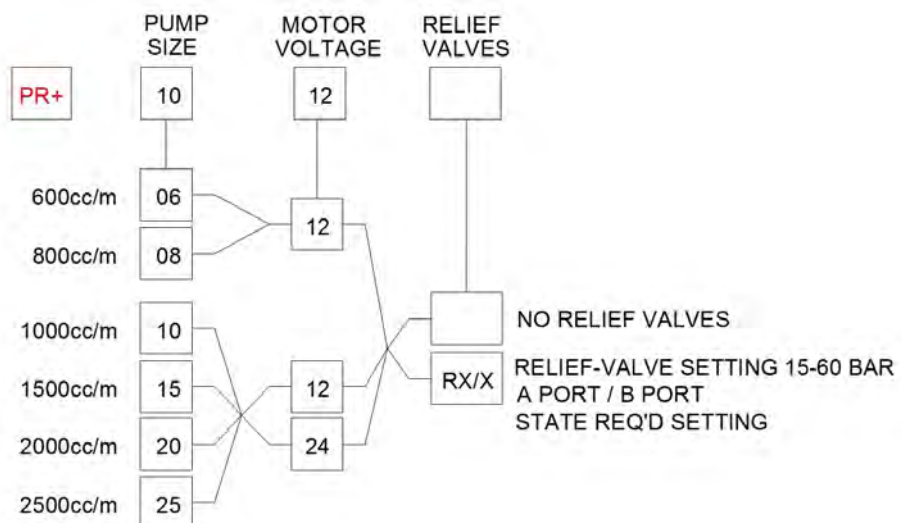 PUMP SIZE
MOTOR VOLTAGE
RELIEF VALVES
PR+
10
12
600cc/m
06
800cc/m
08
12
1000cc/m
10
1500cc/m
15
2000cc/m
20
2500cc/m
25
12
24
NO RELIEF VALVES
RX/X
RELIEF-VALVE SETTING 15-60 BAR
A PORT / B PORT
STATE REQ'D SETTING